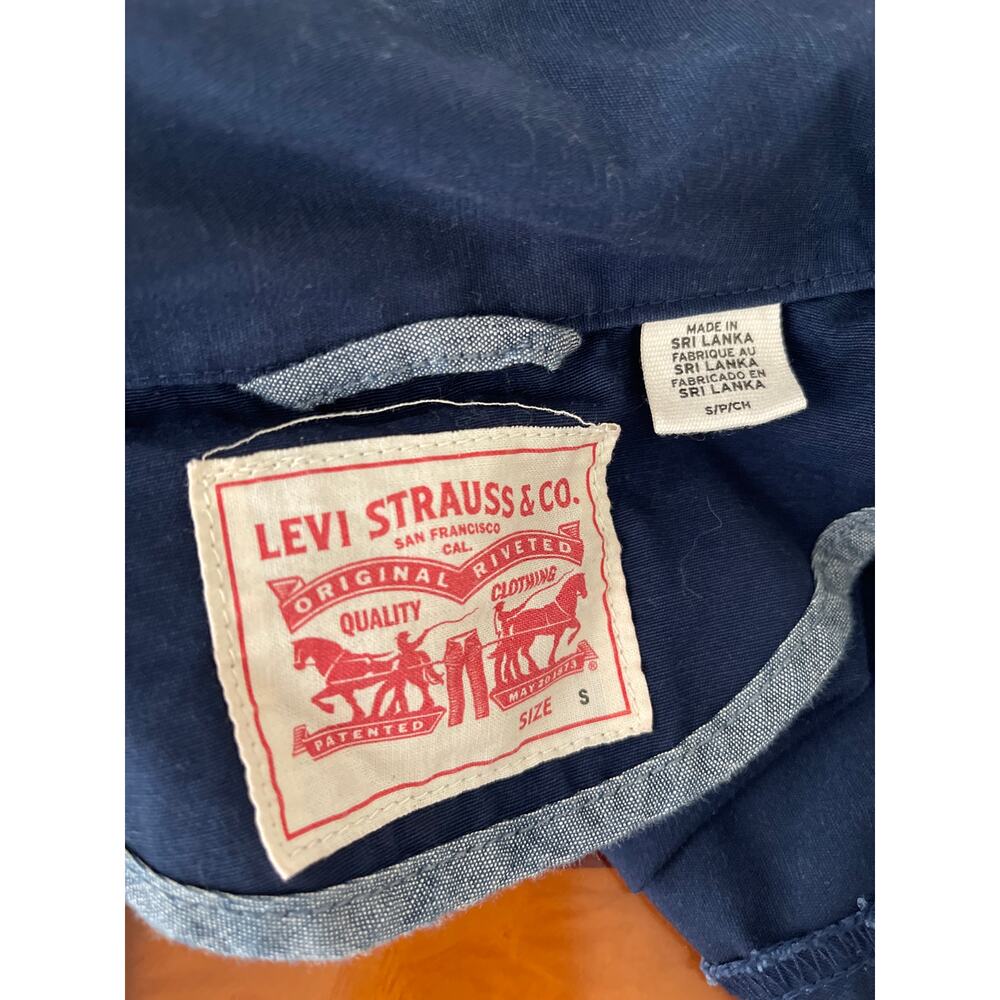 MADE IN
SRI LANKA
FABRIQUE AU
SRI LANKA
FABRICADO EN
SRI LANKA
S/P/CH
LEVI STRAUSS & CO.
SAN FRANCISCO
CAL.
ORIGINAL RIVETED
QUALITY CLOTHING
PATENTED MAY 20 1873 ®
SIZE S